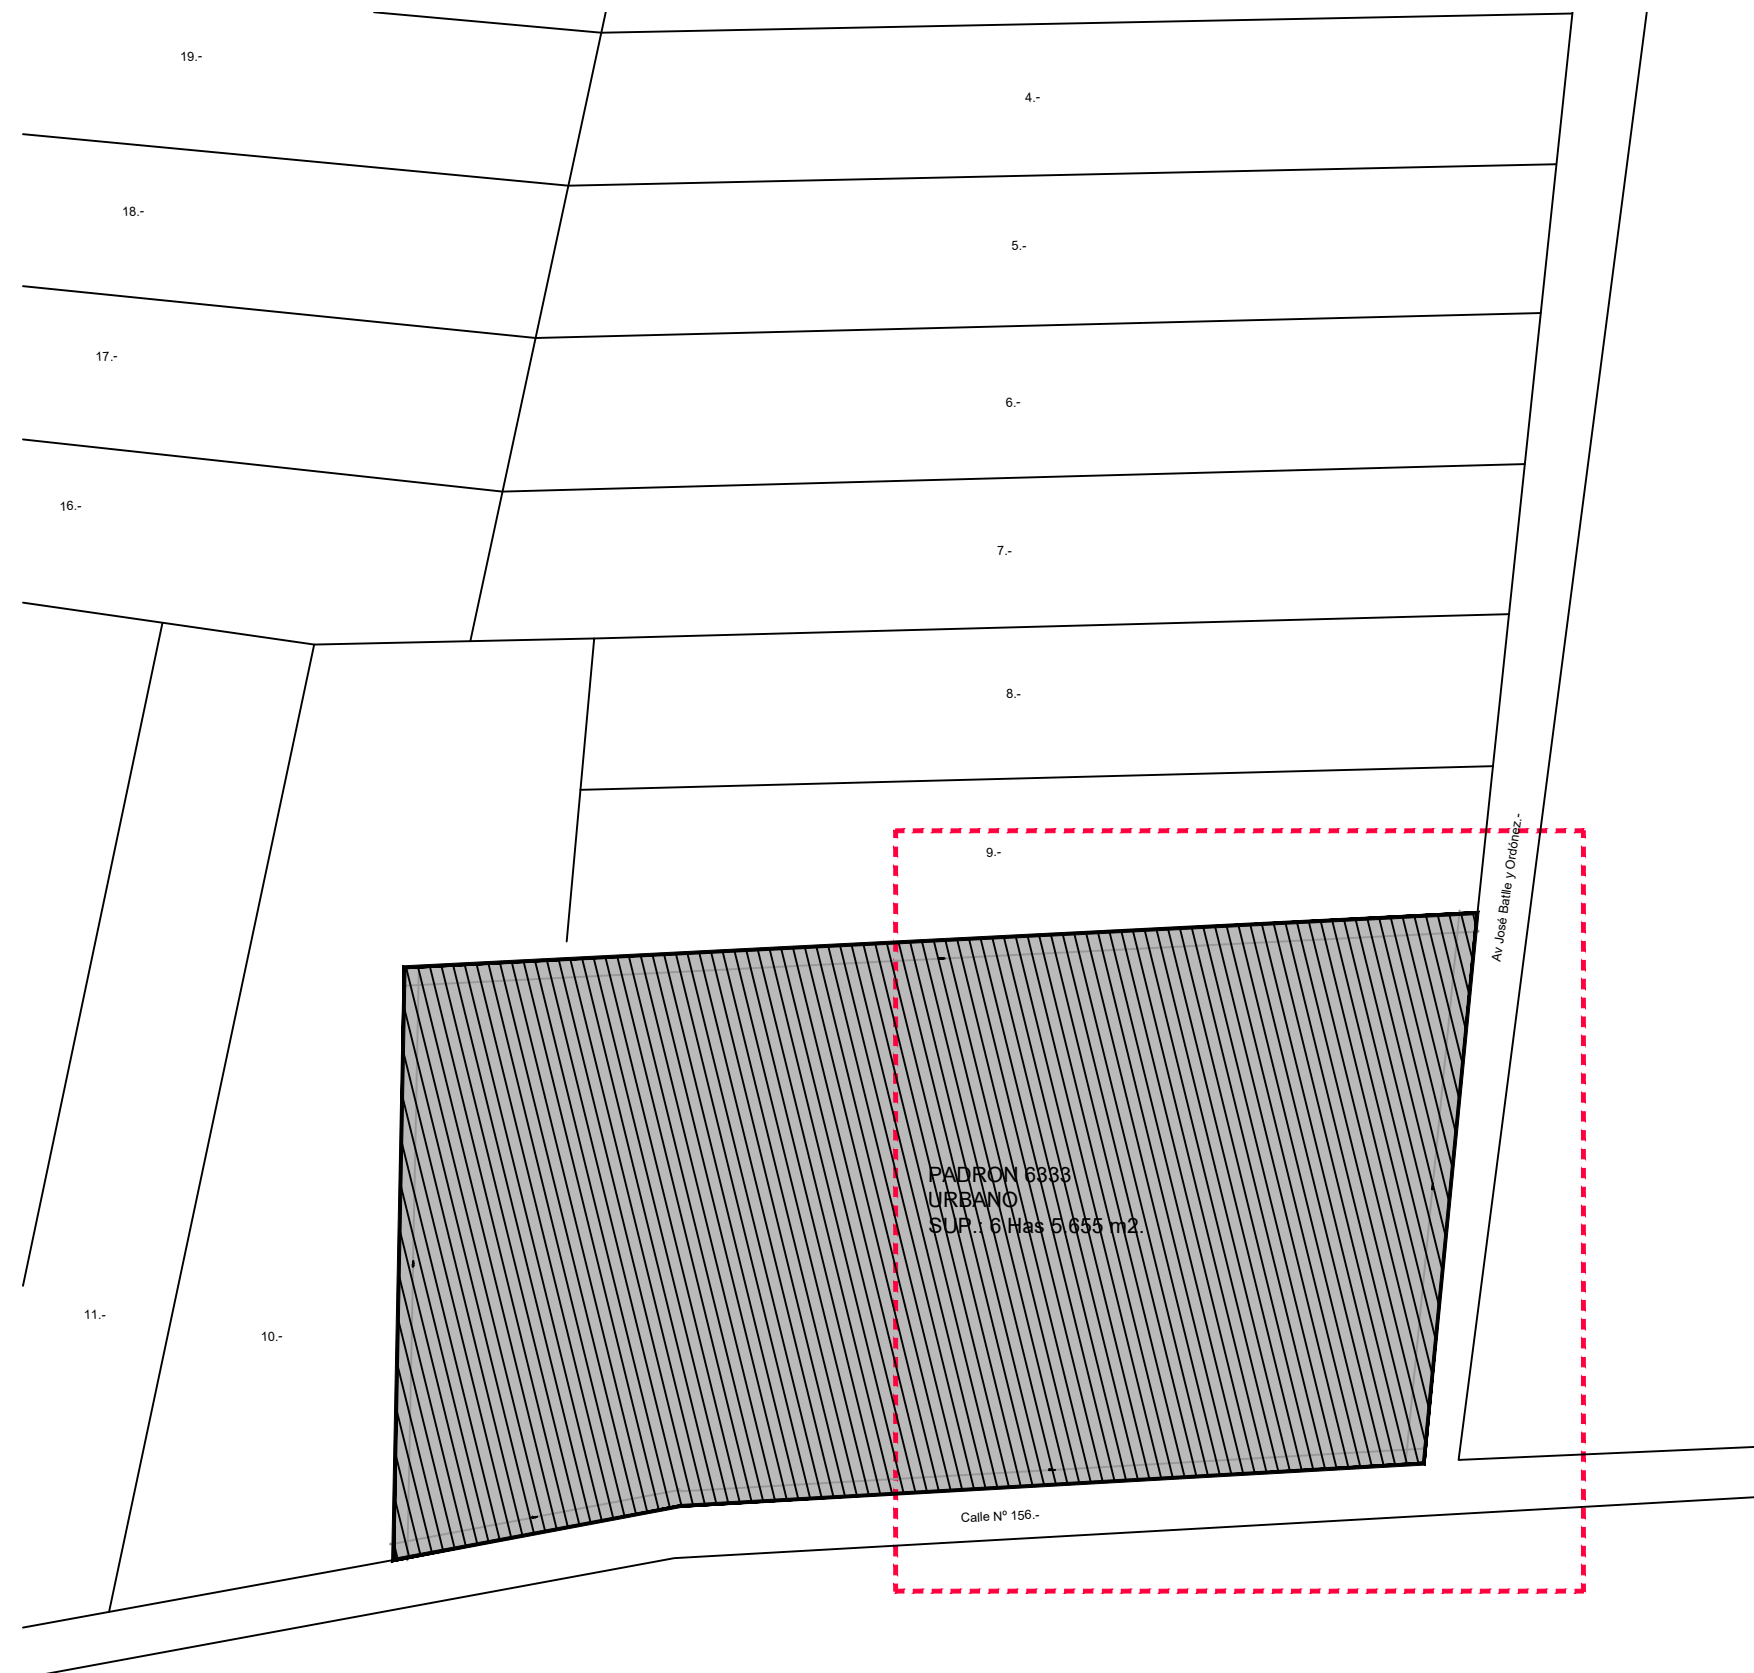 19.-
4.-
18.-
5.-
17.-
6.-
16.-
7.-
8.-
9.-
Av José Batlle y Ordónez.-
PADRON 6333
URBANO
SUP.: 6 Has 5.655 m2.
11.-
10.-
Calle Nº 156.-